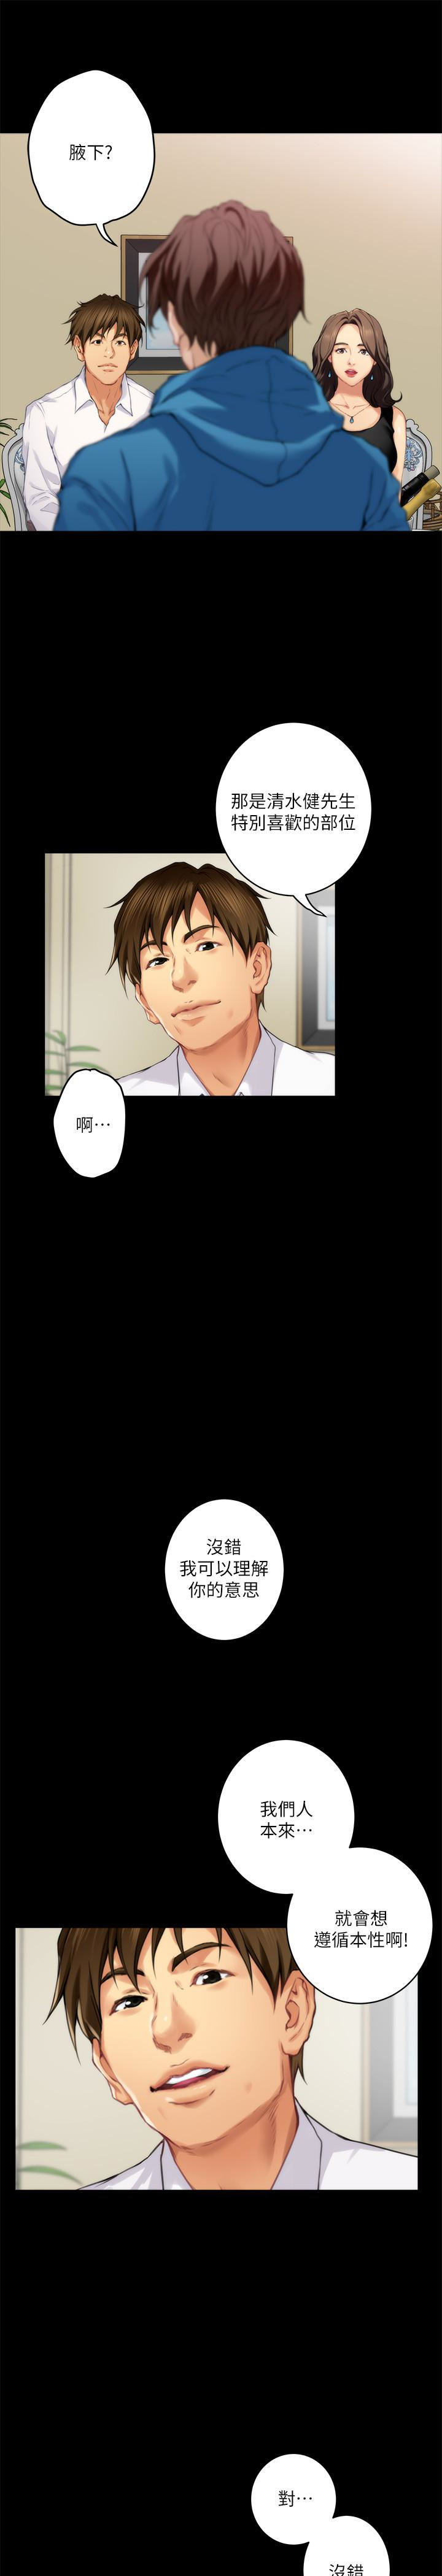 腋下?
那是清水健先生
特別喜歡的部位
啊…
沒錯
我可以理解
你的意思
我們人
本來…
就會想
遵循本性啊!
對…
沒錯